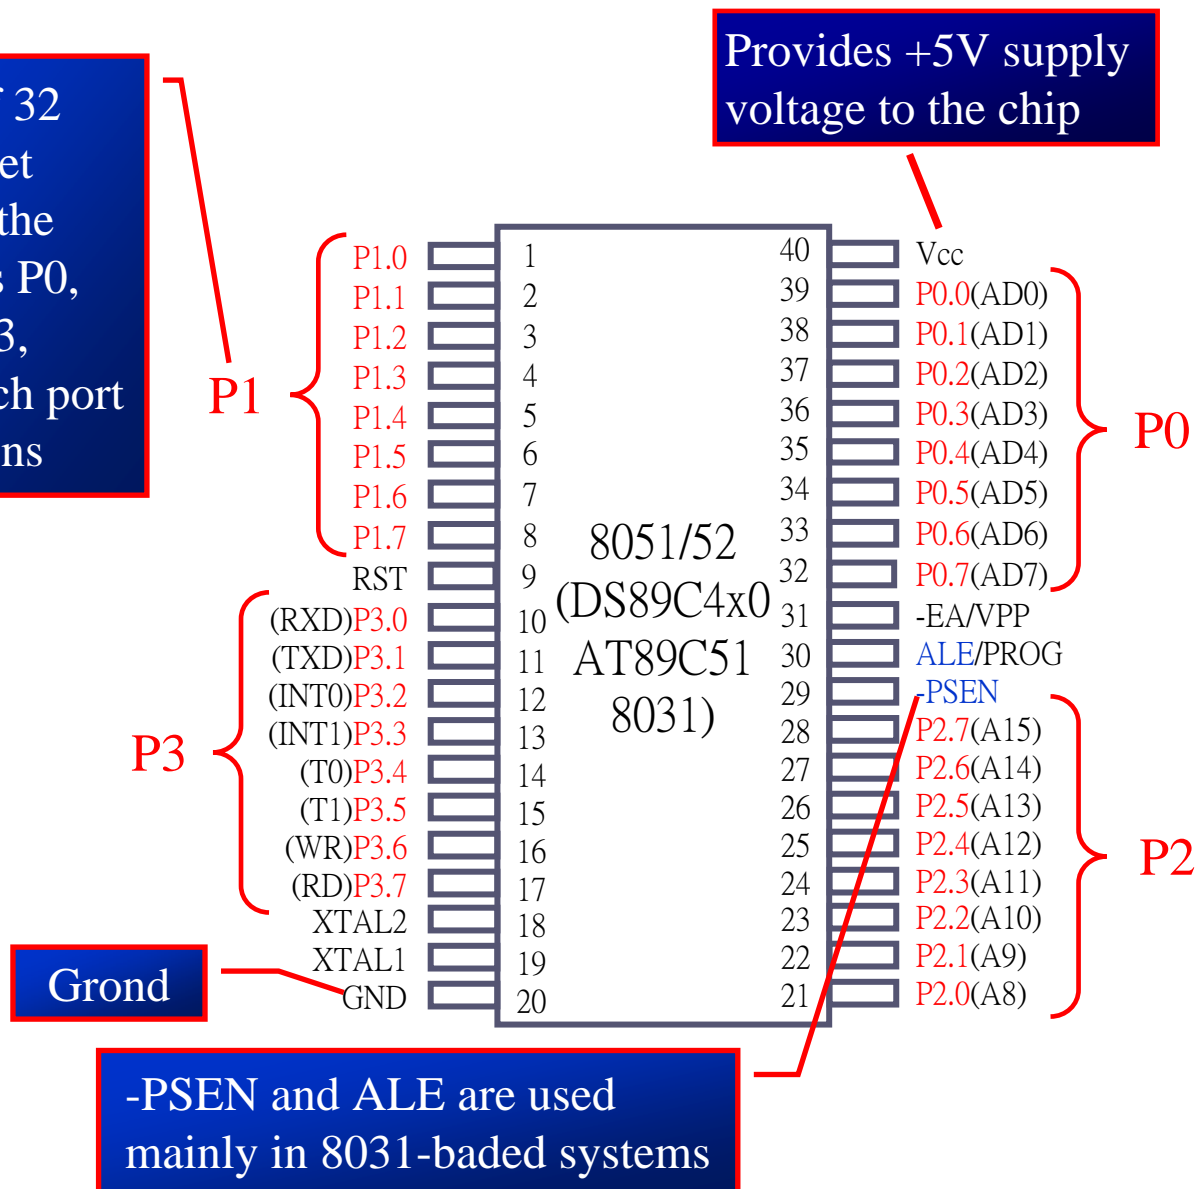 Provides +5V supply
voltage to the chip
32
et
the
P0,
3,
ch port
ns
P1
P1.0
P1.1
P1.2
P1.3
P1.4
P1.5
P1.6
P1.7
RST
P3
(RXD)P3.0
(TXD)P3.1
(INT0)P3.2
(INT1)P3.3
(T0)P3.4
(T1)P3.5
(WR)P3.6
(RD)P3.7
XTAL2
XTAL1
GND
Grond
1
2
3
4
5
6
7
8
9
10
11
12
13
14
15
16
17
18
19
20
8051/52
(DS89C4x0
AT89C51
8031)
40
39
38
37
36
35
34
33
32
31
30
29
28
27
26
25
24
23
22
21
Vcc
P0.0(AD0)
P0.1(AD1)
P0.2(AD2)
P0.3(AD3)
P0.4(AD4)
P0.5(AD5)
P0.6(AD6)
P0.7(AD7)
-EA/VPP
ALE/PROG
-PSEN
P2.7(A15)
P2.6(A14)
P2.5(A13)
P2.4(A12)
P2.3(A11)
P2.2(A10)
P2.1(A9)
P2.0(A8)
P0
P2
-PSEN and ALE are used
mainly in 8031-baded systems